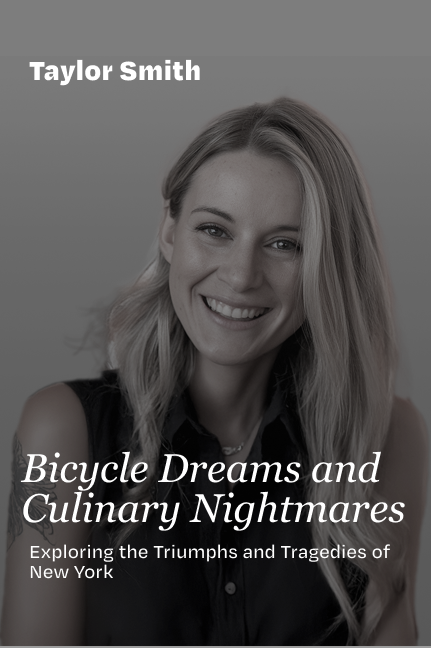 Taylor Smith
Bicycle Dreams and
Culinary Nightmares
Exploring the Triumphs and Tragedies of
New York